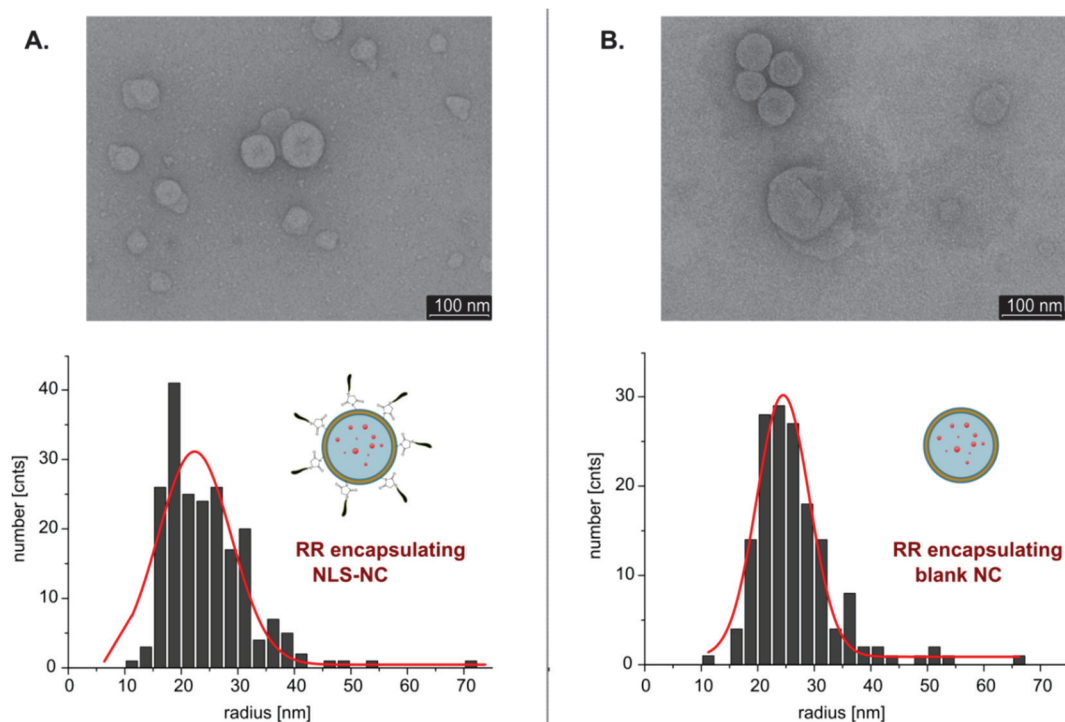 A.
100 nm
number [cnts]
40
30
20
10
0
0 10 20 30 40 50 60 70
radius [nm]
RR encapsulating
NLS-NC
B.
100 nm
number [cnts]
30
20
10
0
0 10 20 30 40 50 60 70
radius [nm]
RR encapsulating
blank NC